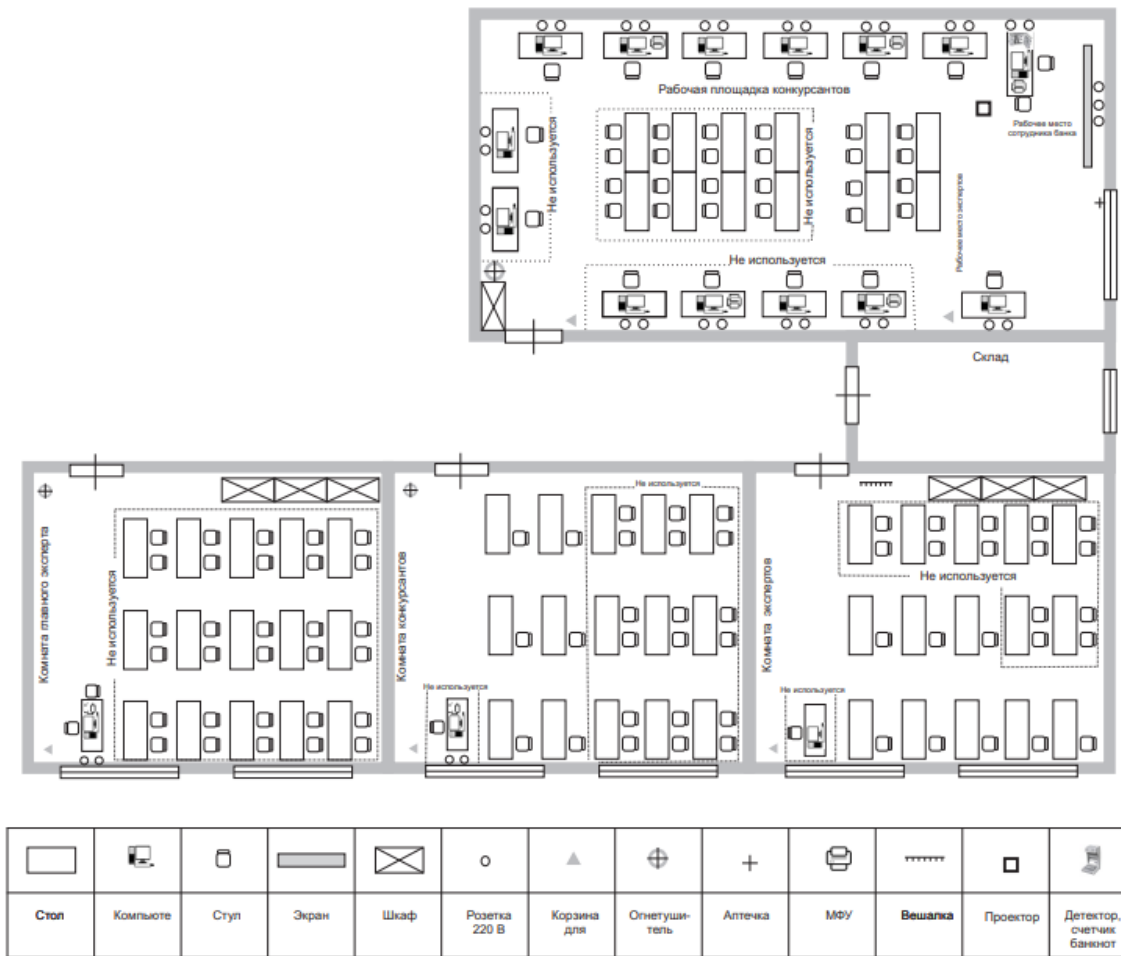 Рабочая площадка конкурсантов
Рабочее место
сотрудника банка
Не используется
Не используется
Рабочее место экспертов
Не используется
Склад
Комната главного эксперта
Не используется
Комната конкурсантов
Не используется
Не используется
Комната экспертов
Не используется
Не используется
Стол
Компьюте
Стул
Экран
Шкаф
Розетка
220 В
Корзина
для
Огнетуши-
тель
Аптечка
МФУ
Вешалка
Проектор
Детектор,
счетчик
банкнот